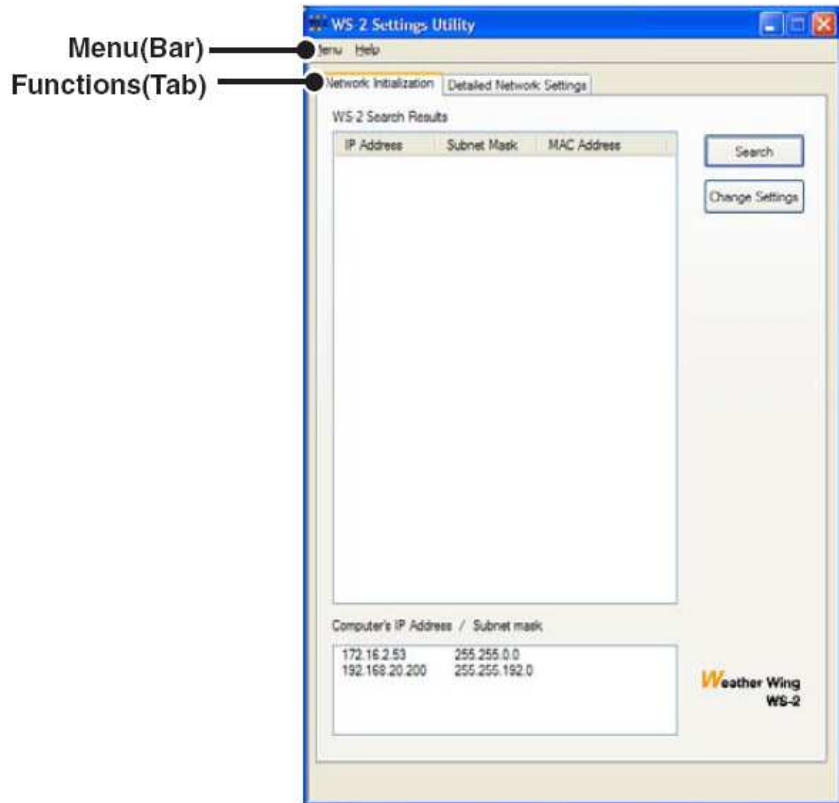 WS-2 Settings Utility
Menu(Bar)
Menu Help
Functions(Tab)
Network Initialization Detailed Network Settings
WS-2 Search Results
IP Address Subnet Mask MAC Address
Search
Change Settings
Computer's IP Address / Subnet mask
172.16.2.53 255.255.0.0
192.168.20.200 255.255.192.0
Weather Wing
WS-2